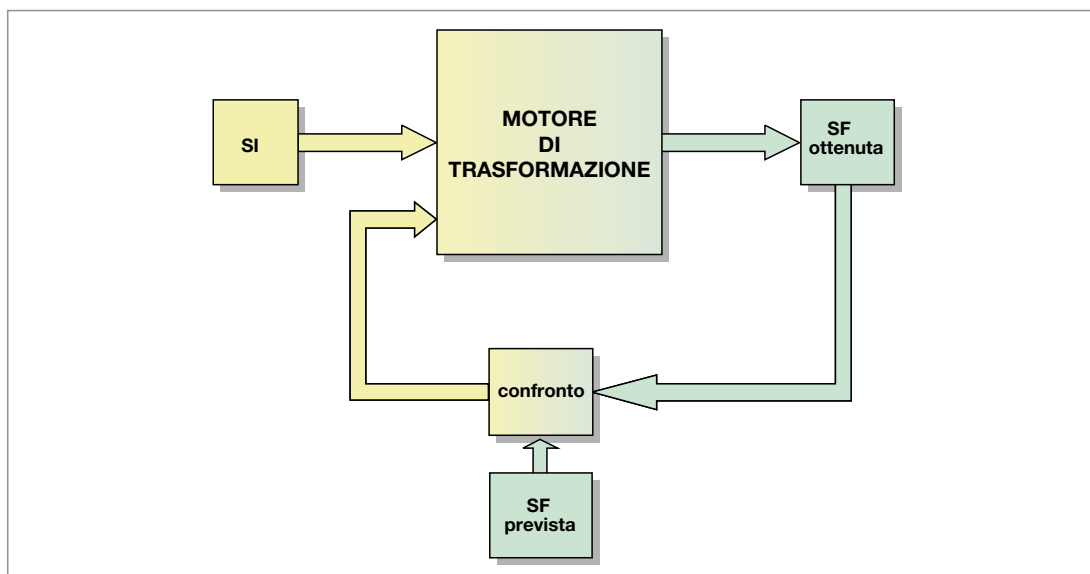 SI
MOTORE
DI
TRASFORMAZIONE
SF
ottenuta
confronto
SF
prevista